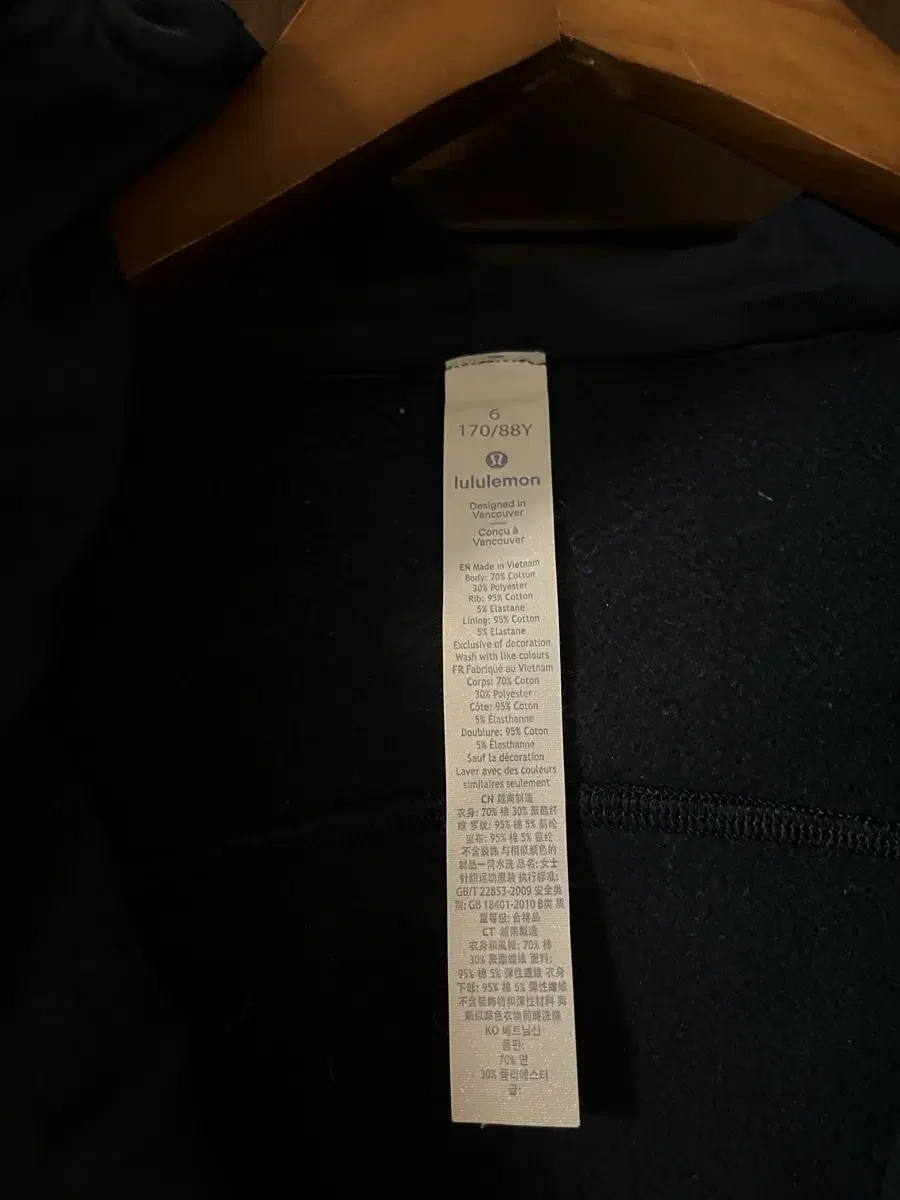 6
170/88Y
lululemon
Designed in
Vancouver
Conçu à
Vancouver
EN Made in Vietnam
Body: 70% Cotton
30% Polyester
Rib: 95% Cotton
5% Elastane
Lining: 95% Cotton
5% Elastane
Exclusive of decoration
Wash with like colours
FR Fabriqué au Vietnam
Corps: 70% Coton
30% Polyester
Côte: 95% Coton
5% Élasthanne
Doublure: 95% Coton
5% Élasthanne
Sauf la décoration
Laver avec des couleurs
similaires seulement
CN 越南制造
衣身: 70% 棉 30% 聚酯纤
维 罗纹: 95% 棉 5% 氨纶
里布: 95% 棉 5% 氨纶
不含装饰 与相似颜色的
制品一同水洗 品名: 女士
针织运动服装 执行标准:
GB/T 22853-2009 安全类
别: GB 18401-2010 B类 质
量等级: 合格品
CT 越南製造
衣身和風帽: 70% 棉
30% 聚酯纖維 面料:
95% 棉 5% 彈性纖維 衣身
下部: 95% 棉 5% 彈性纖維
不含裝飾物和彈性材料 與
類似顏色衣物同時洗滌
KO 베트남산
몸판:
70% 면
30% 폴리에스터